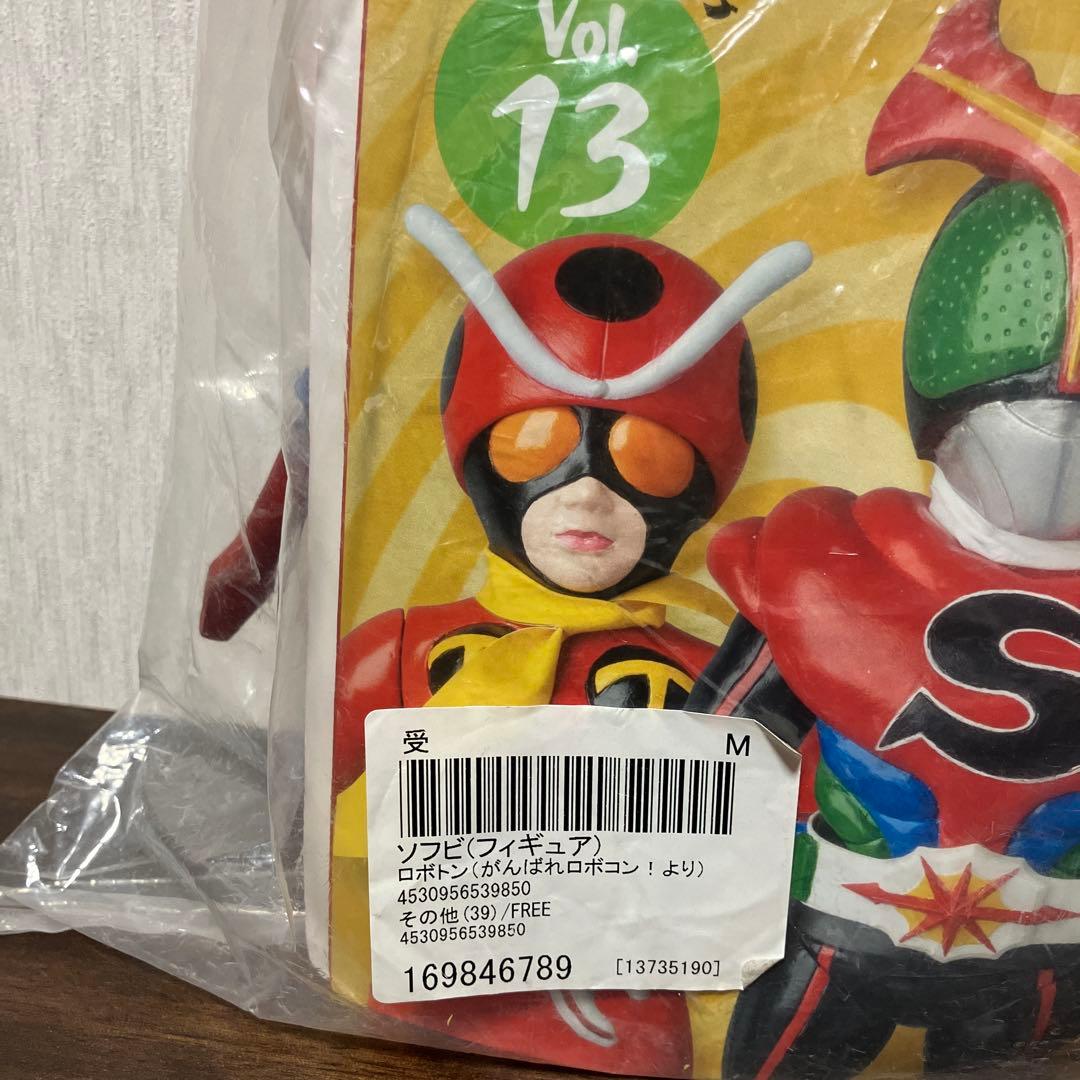 Vol.
13
S
T
受 M
ソフビ(フィギュア)
ロボトン(がんばれロボコン！より)
4530956539850
その他(39)/FREE
4530956539850
169846789 [13735190]